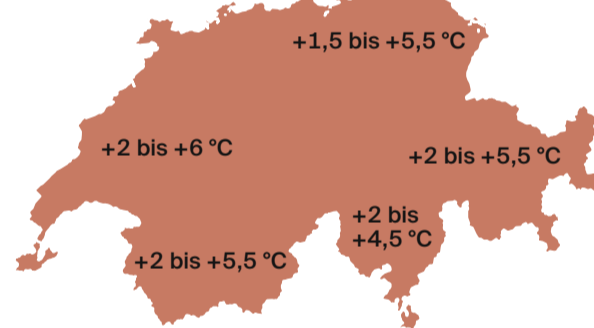 +1,5 bis +5,5 °C
+2 bis +6 °C
+2 bis +5,5 °C
+2 bis
+4,5 °C
+2 bis +5,5 °C